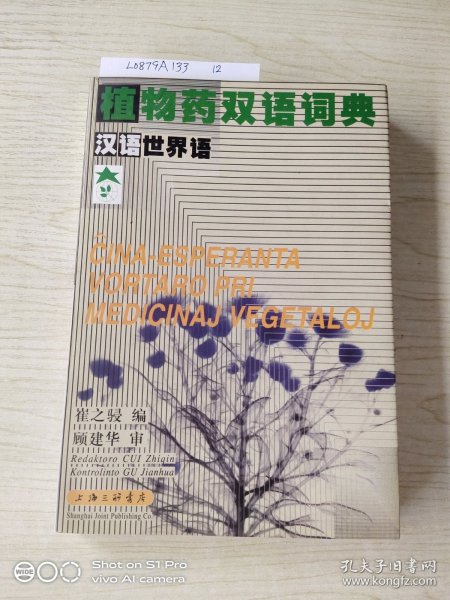 L0879A133 12
植物药双语词典
汉语世界语
ĈINA-ESPERANTA
VORTARO PRI
MEDICINAJ VEGETALOJ
崔之骎 编
顾建华 审
Redaktoro CUI Zhiqin
Kontrolinto GU Jianhua
上海三联书店
Shanghai Joint Publishing Co.
WIDE
Shot on S1 Pro
vivo AI camera
孔夫子旧书网
www.kongfz.com